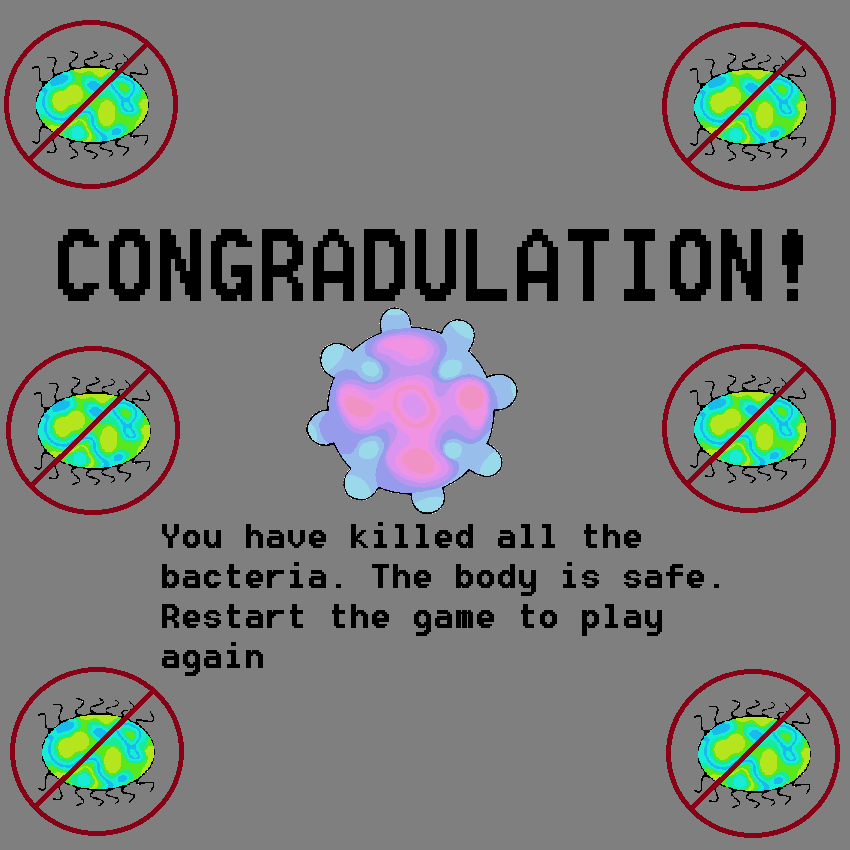 CONGRADULATION!
You have killed all the
bacteria. The body is safe.
Restart the game to play
again